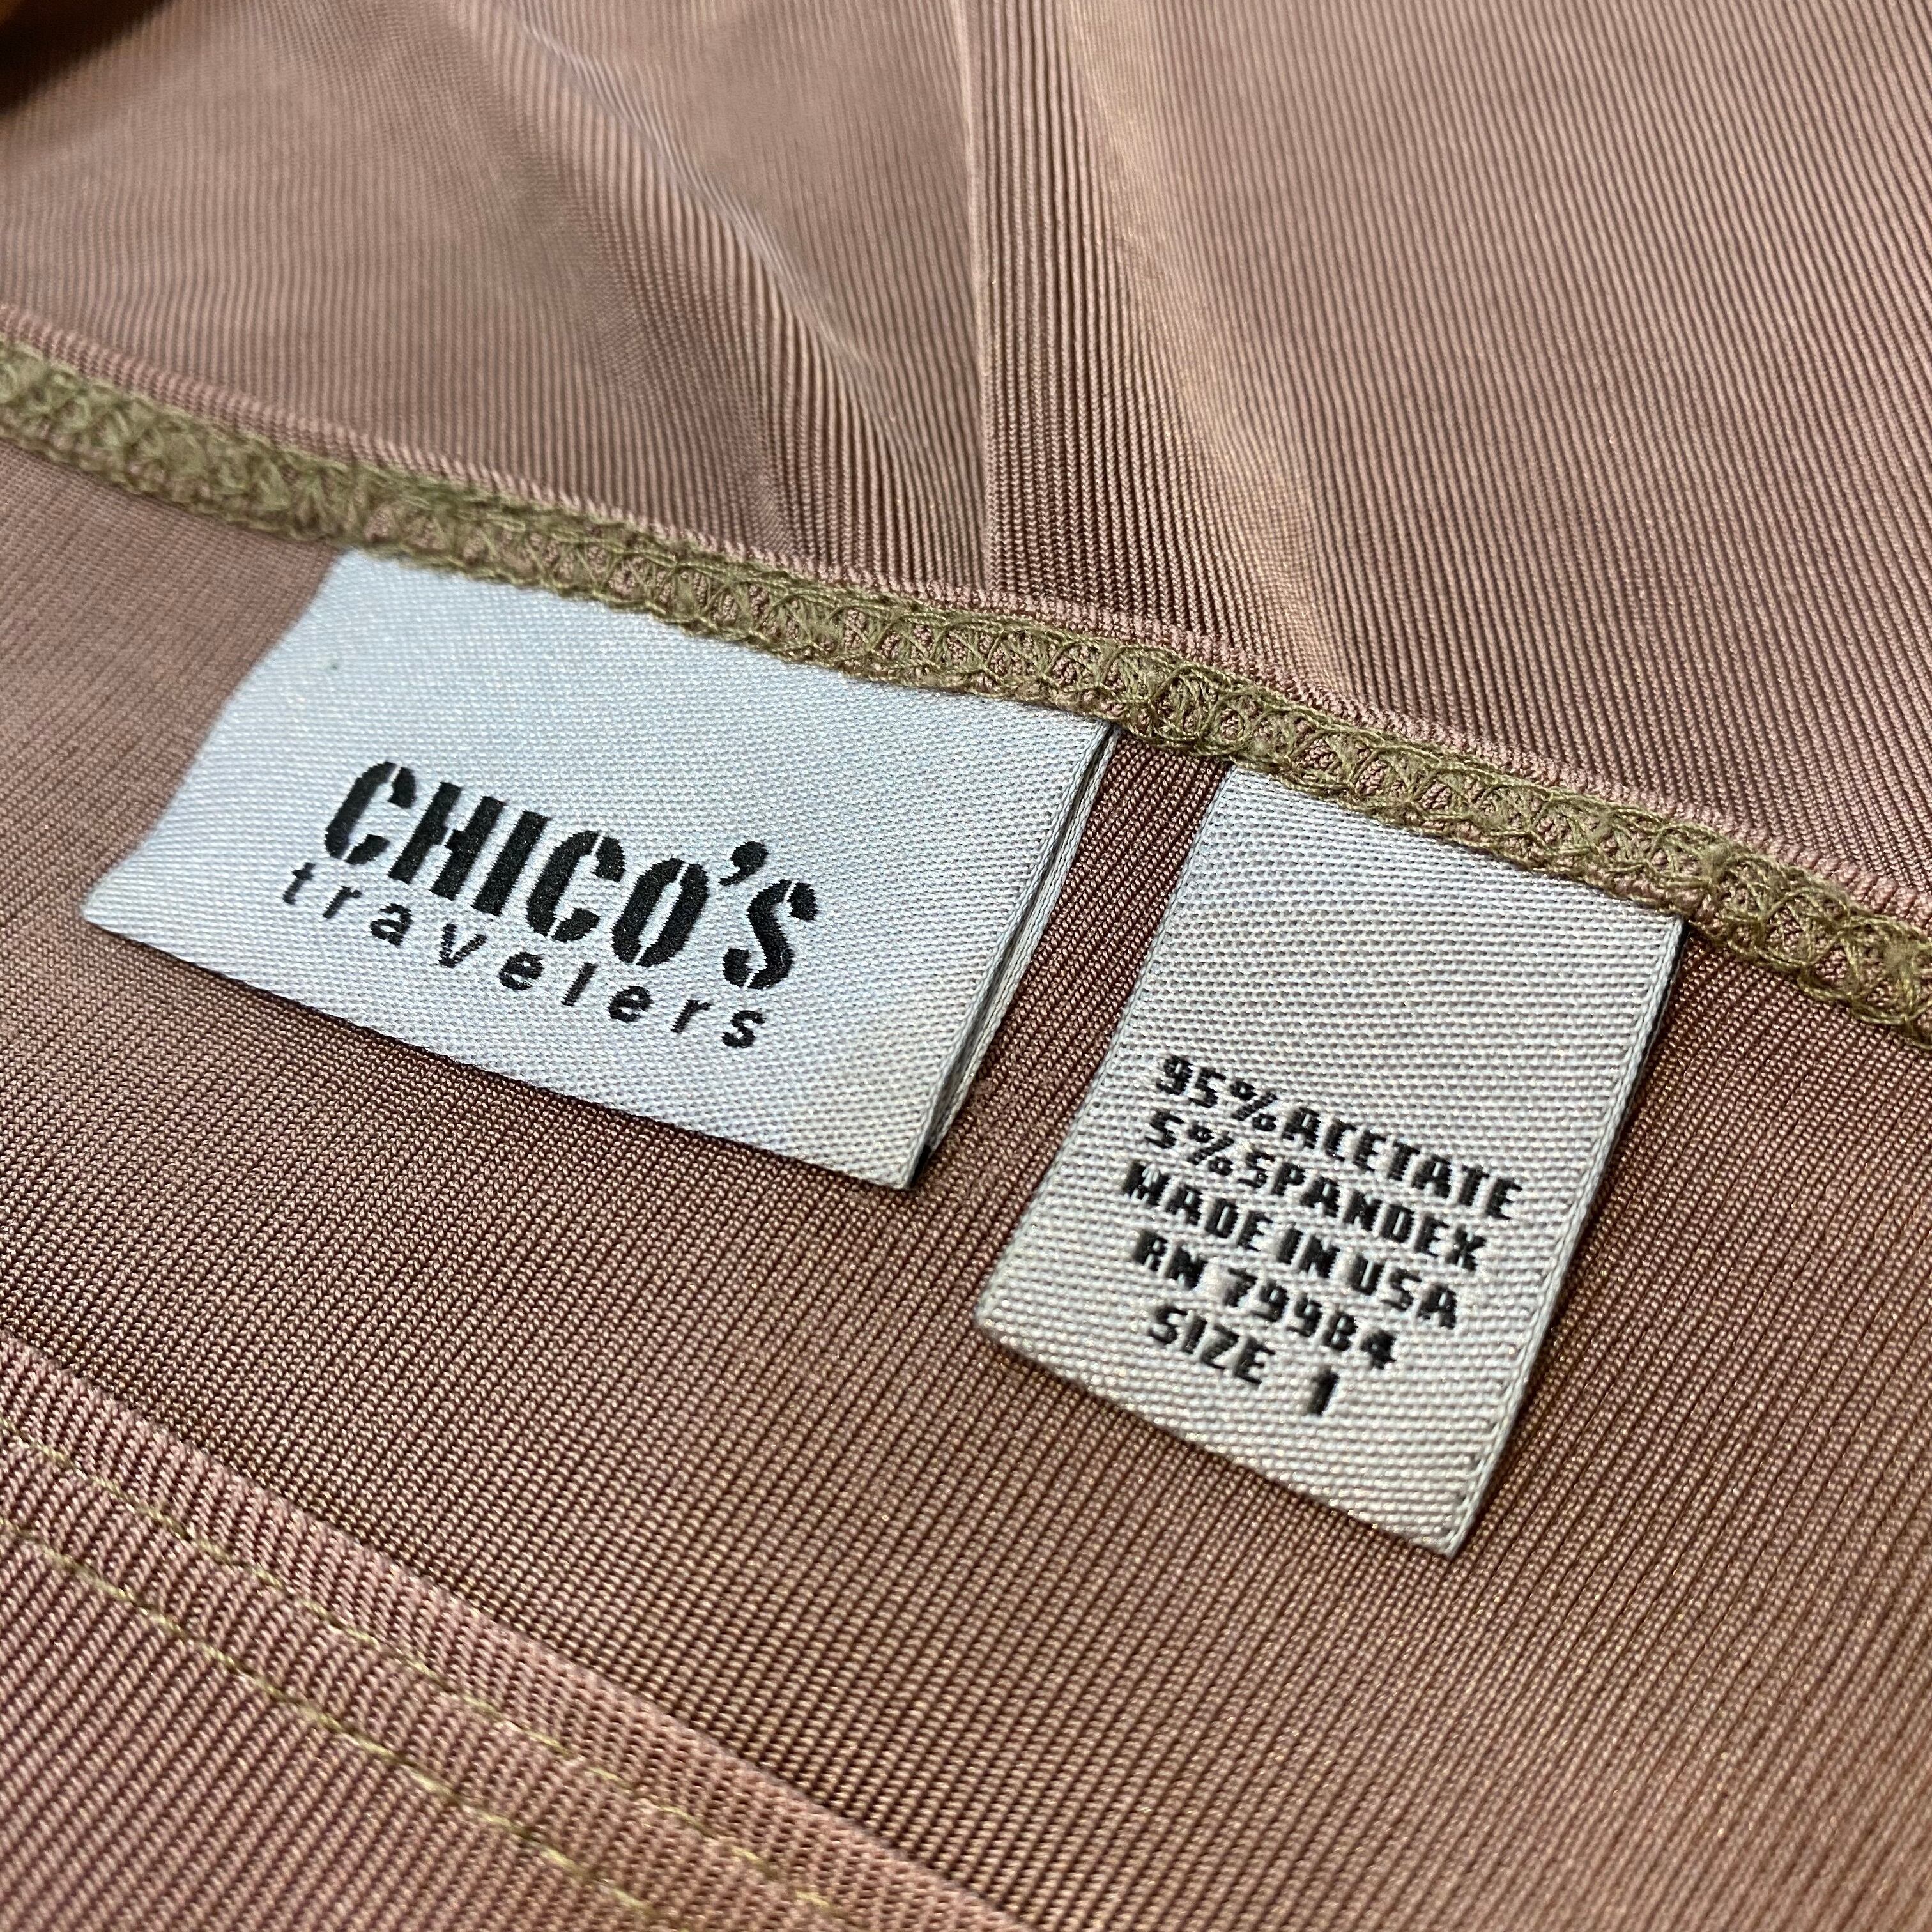 CHICO'S
travelers
95% ACETATE
5% SPANDEX
MADE IN USA
RN 79984
SIZE 1